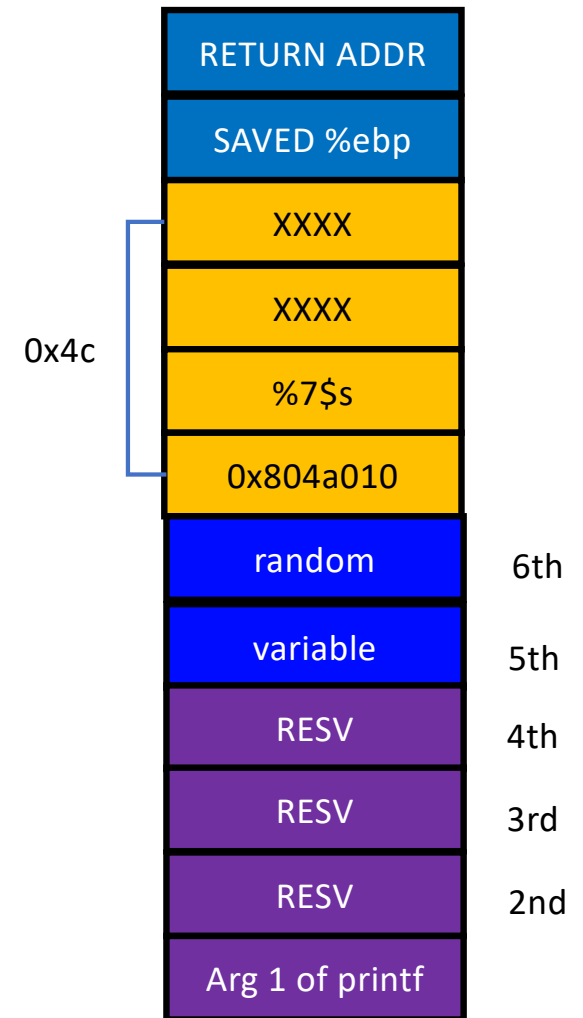 RETURN ADDR
SAVED %ebp
XXXX
XXXX
0x4c
%7$s
0x804a010
random
6th
variable
5th
RESV
4th
RESV
3rd
RESV
2nd
Arg 1 of printf